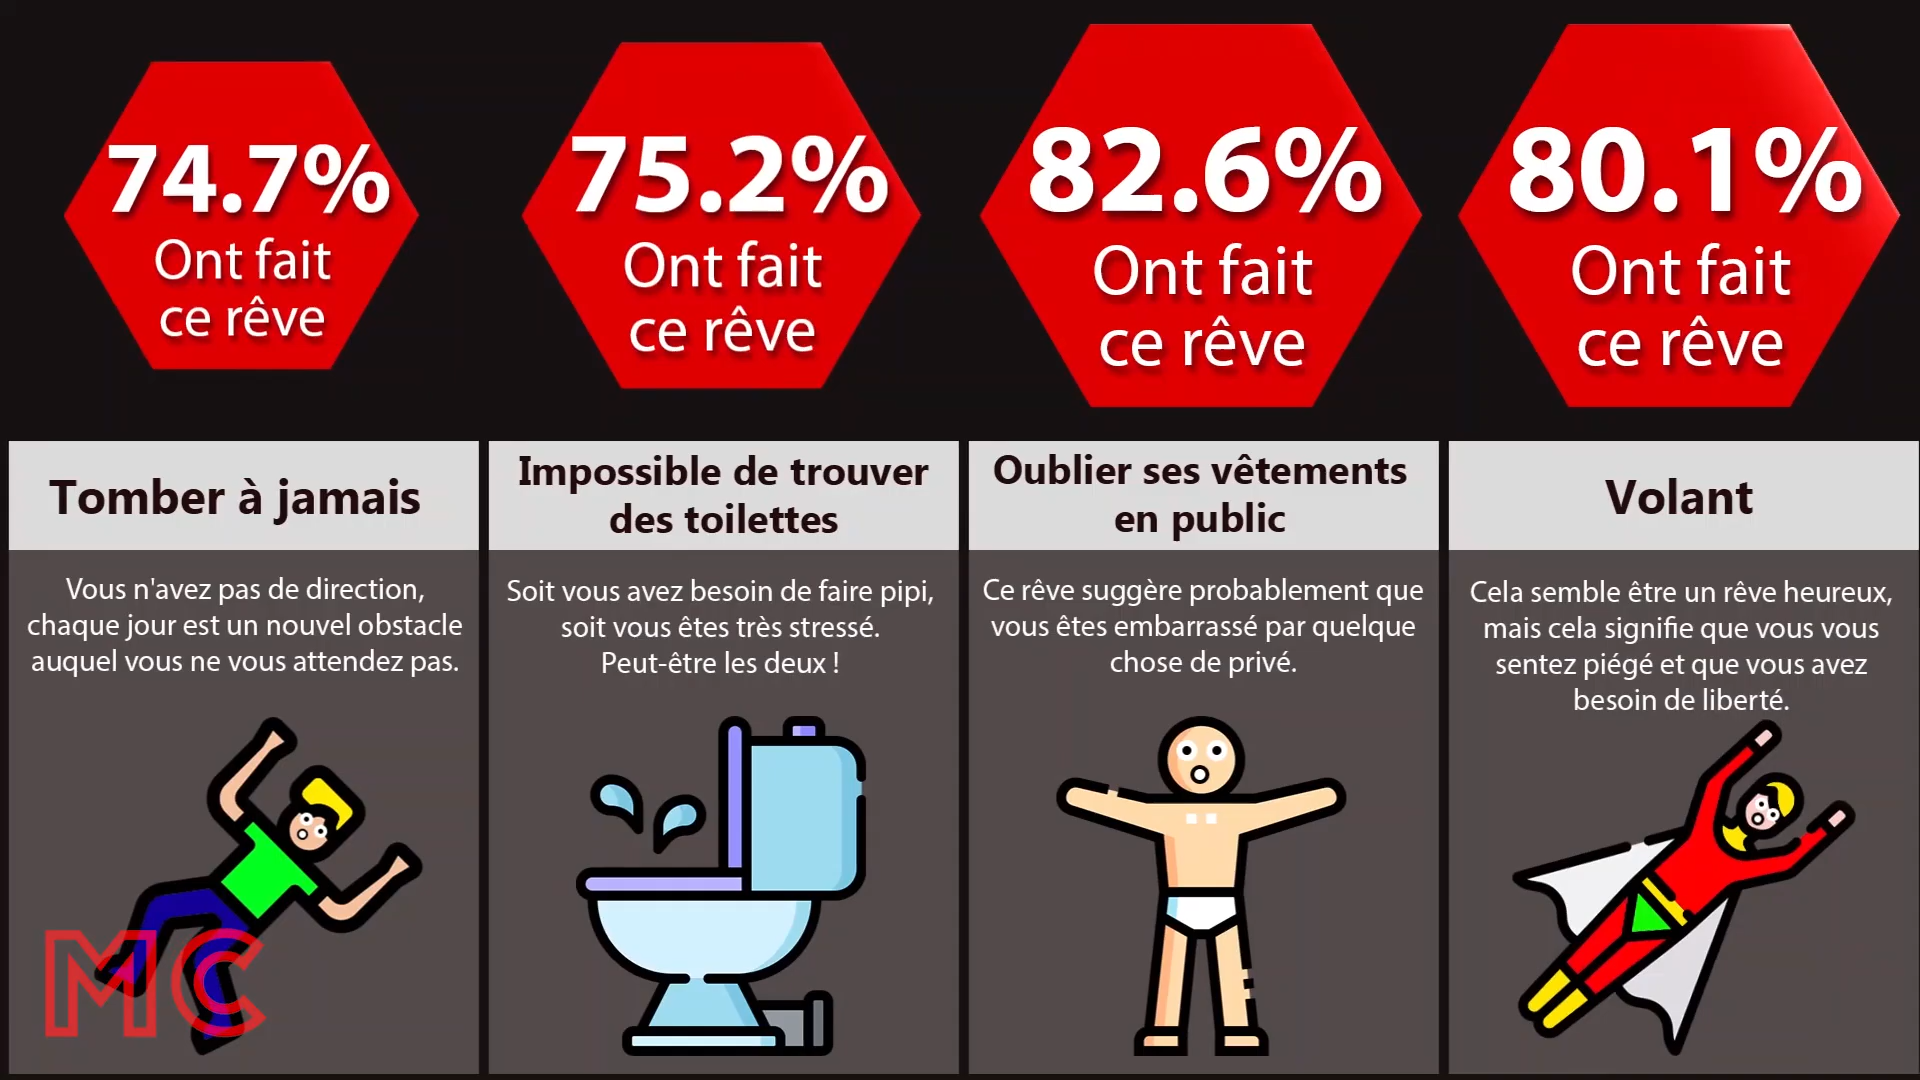 74.7%
Ont fait
ce rêve
75.2%
Ont fait
ce rêve
82.6%
Ont fait
ce rêve
80.1%
Ont fait
ce rêve
Tomber à jamais
Vous n'avez pas de direction,
chaque jour est un nouvel obstacle
auquel vous ne vous attendez pas.
Impossible de trouver
des toilettes
Soit vous avez besoin de faire pipi,
soit vous êtes très stressé.
Peut-être les deux !
Oublier ses vêtements
en public
Ce rêve suggère probablement que
vous êtes embarrassé par quelque
chose de privé.
Volant
Cela semble être un rêve heureux,
mais cela signifie que vous vous
sentez piégé et que vous avez
besoin de liberté.
MC